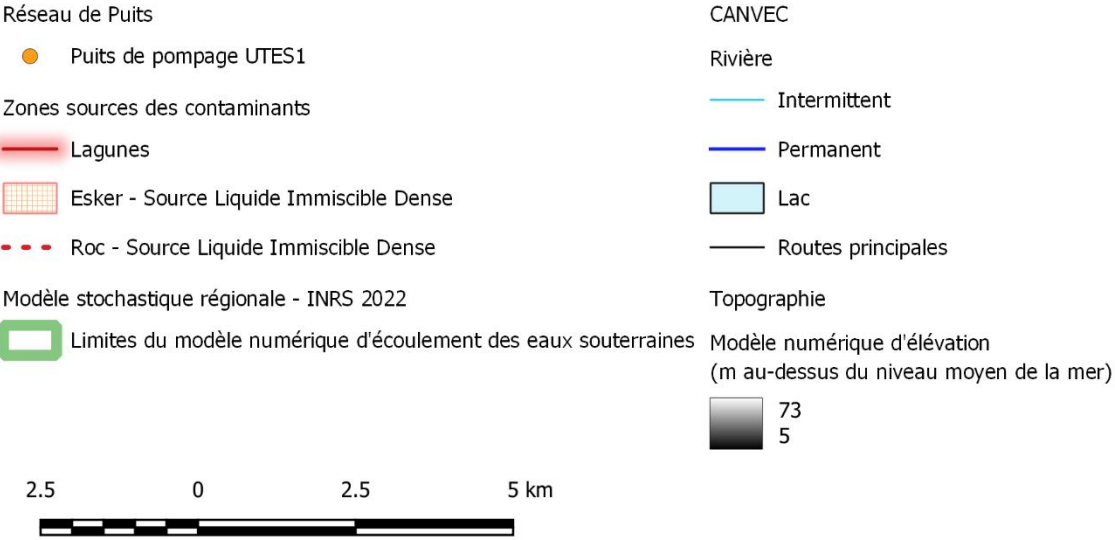 Réseau de Puits
Puits de pompage UTES1
Zones sources des contaminants
Lagunes
Esker - Source Liquide Immiscible Dense
Roc - Source Liquide Immiscible Dense
Modèle stochastique régionale - INRS 2022
Limites du modèle numérique d'écoulement des eaux souterraines
CANVEC
Rivière
Intermittent
Permanent
Lac
Routes principales
Topographie
Modèle numérique d'élévation
(m au-dessus du niveau moyen de la mer)
73
5
2.5 0 2.5 5 km